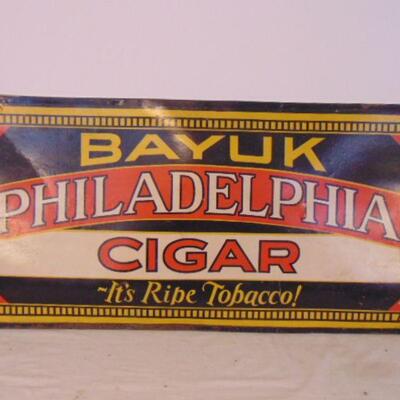 BAYUK
PHILADELPHIA
CIGAR
~It's Ripe Tobacco!